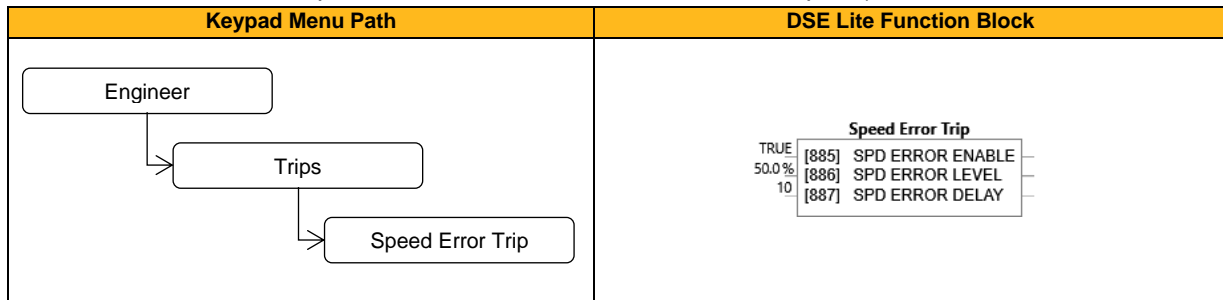 Keypad Menu Path
DSE Lite Function Block
Engineer
Trips
Speed Error Trip
Speed Error Trip
TRUE [885] SPD ERROR ENABLE
50.0 % [886] SPD ERROR LEVEL
10 [887] SPD ERROR DELAY